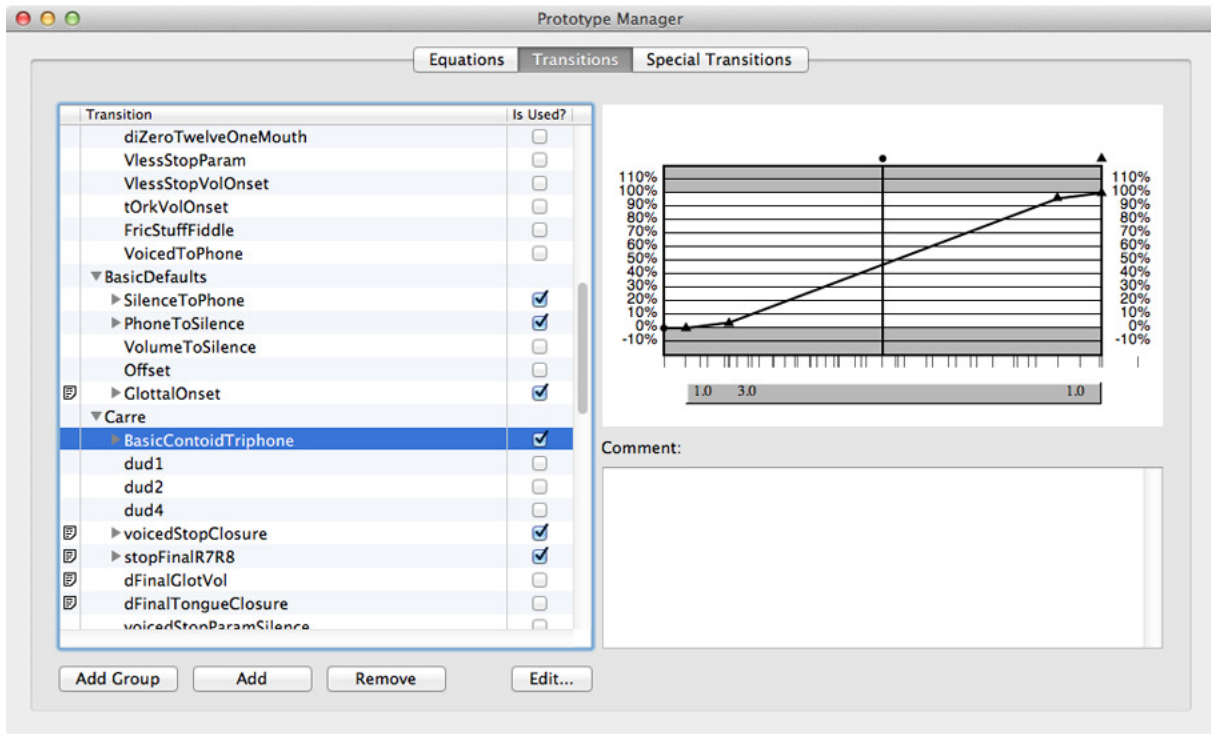 Prototype Manager
Equations Transitions Special Transitions
Transition Is Used?
diZeroTwelveOneMouth
VlessStopParam
VlessStopVolOnset
tOrkVolOnset
FricStuffFiddle
VoicedToPhone
BasicDefaults
SilenceToPhone
PhoneToSilence
VolumeToSilence
Offset
GlottalOnset
Carre
BasicContoidTriphone
dud1
dud2
dud4
voicedStopClosure
stopFinalR7R8
dFinalGlotVol
dFinalTongueClosure
voicedStopParamSilence
Add Group Add Remove Edit...
110% 110%
100% 100%
90% 90%
80% 80%
70% 70%
60% 60%
50% 50%
40% 40%
30% 30%
20% 20%
10% 10%
0% 0%
-10% -10%
1.0 3.0 1.0
Comment: